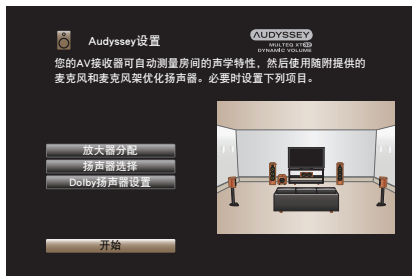 Audyssey设置
AUDYSSEY
MULTEQ XT32
DYNAMIC VOLUME
您的AV接收器可自动测量房间的声学特性，然后使用随附提供的
麦克风和麦克风架优化扬声器。必要时设置下列项目。
放大器分配
扬声器选择
Dolby扬声器设置
开始